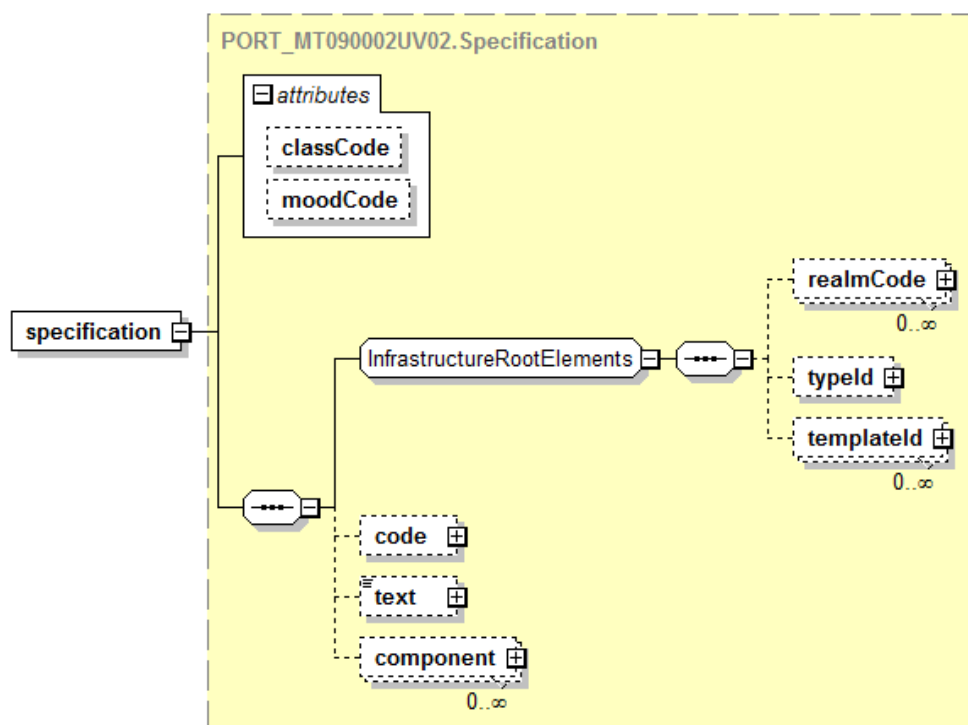 PORT_MT090002UV02.Specification
attributes
classCode
moodCode
specification
InfrastructureRootElements
realmCode
0..∞
typeId
templateId
0..∞
code
text
component
0..∞